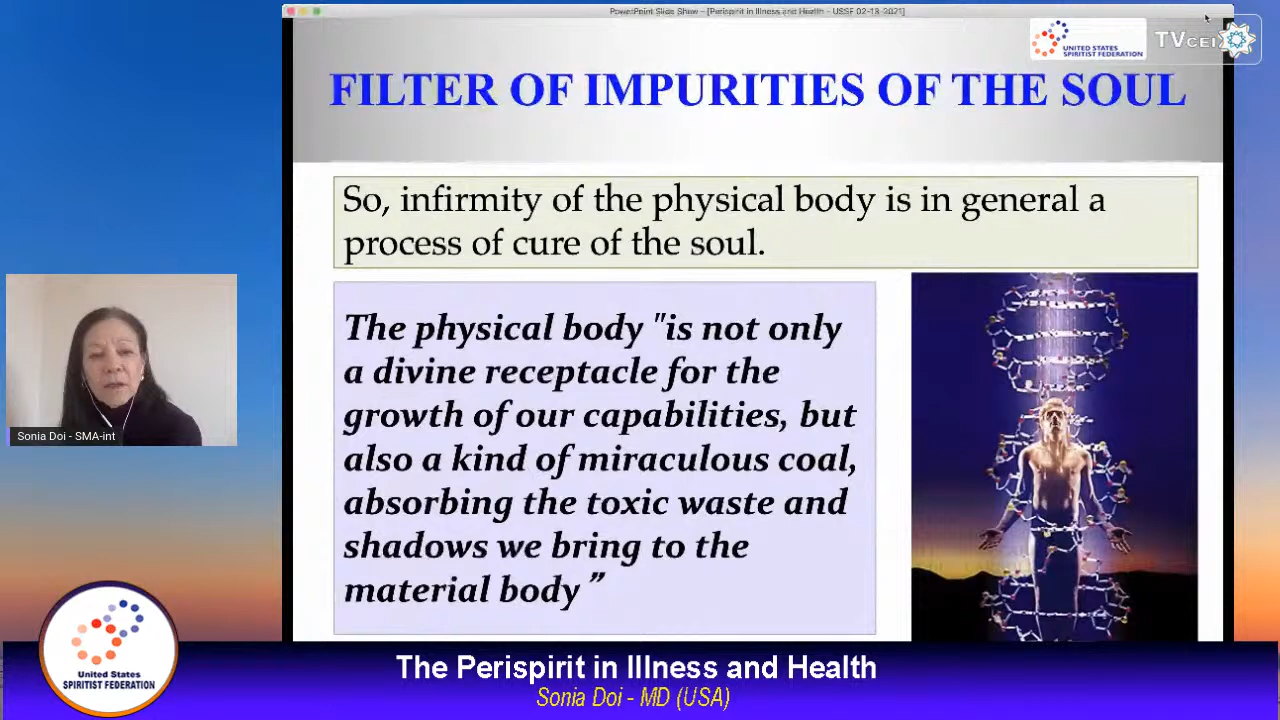 PowerPoint Slide Show - [Perispirit in Illness and Health - USSF 02-18-2021]
UNITED STATES
SPIRITIST FEDERATION
TVCEI
FILTER OF IMPURITIES OF THE SOUL
So, infirmity of the physical body is in general a
process of cure of the soul.
The physical body "is not only
a divine receptacle for the
growth of our capabilities, but
also a kind of miraculous coal,
absorbing the toxic waste and
shadows we bring to the
material body”
Sonia Doi - SMA-int
United States
SPIRITIST FEDERATION
The Perispirit in Illness and Health
Sonia Doi - MD (USA)